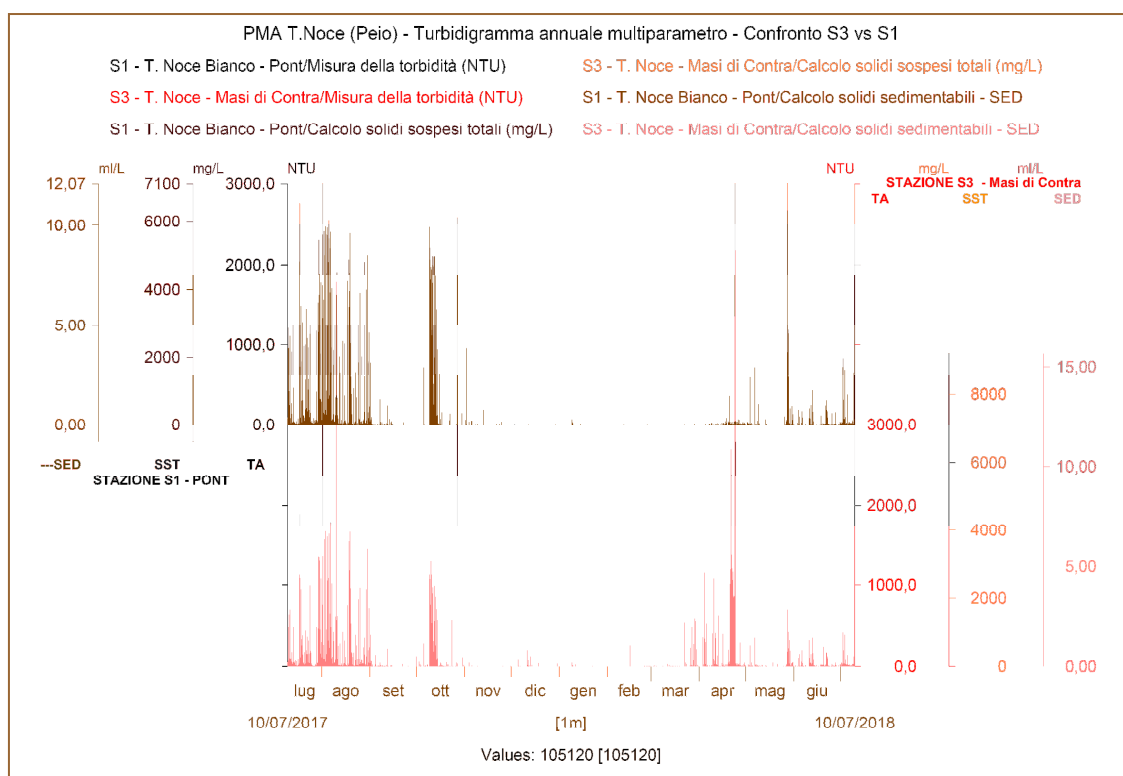 PMA T.Noce (Peio) - Turbidigramma annuale multiparametro - Confronto S3 vs S1
S1 - T. Noce Bianco - Pont/Misura della torbidità (NTU)
S3 - T. Noce - Masi di Contra/Calcolo solidi sospesi totali (mg/L)
S3 - T. Noce - Masi di Contra/Misura della torbidità (NTU)
S1 - T. Noce Bianco - Pont/Calcolo solidi sedimentabili - SED
S1 - T. Noce Bianco - Pont/Calcolo solidi sospesi totali (mg/L)
S3 - T. Noce - Masi di Contra/Calcolo solidi sedimentabili - SED
ml/L mg/L NTU NTU mg/L ml/L
12,07 7100 3000,0 STAZIONE S3 - Masi di Contra
TA SST SED
10,00 6000
2000,0
4000
5,00
15,00
2000 1000,0
8000
0,00 0 0,0 3000,0
---SED SST TA 6000 10,00
STAZIONE S1 - PONT
2000,0
4000
5,00
1000,0
2000
0,0 0 0,00
lug ago set ott nov dic gen feb mar apr mag giu
10/07/2017 [1m] 10/07/2018
Values: 105120 [105120]